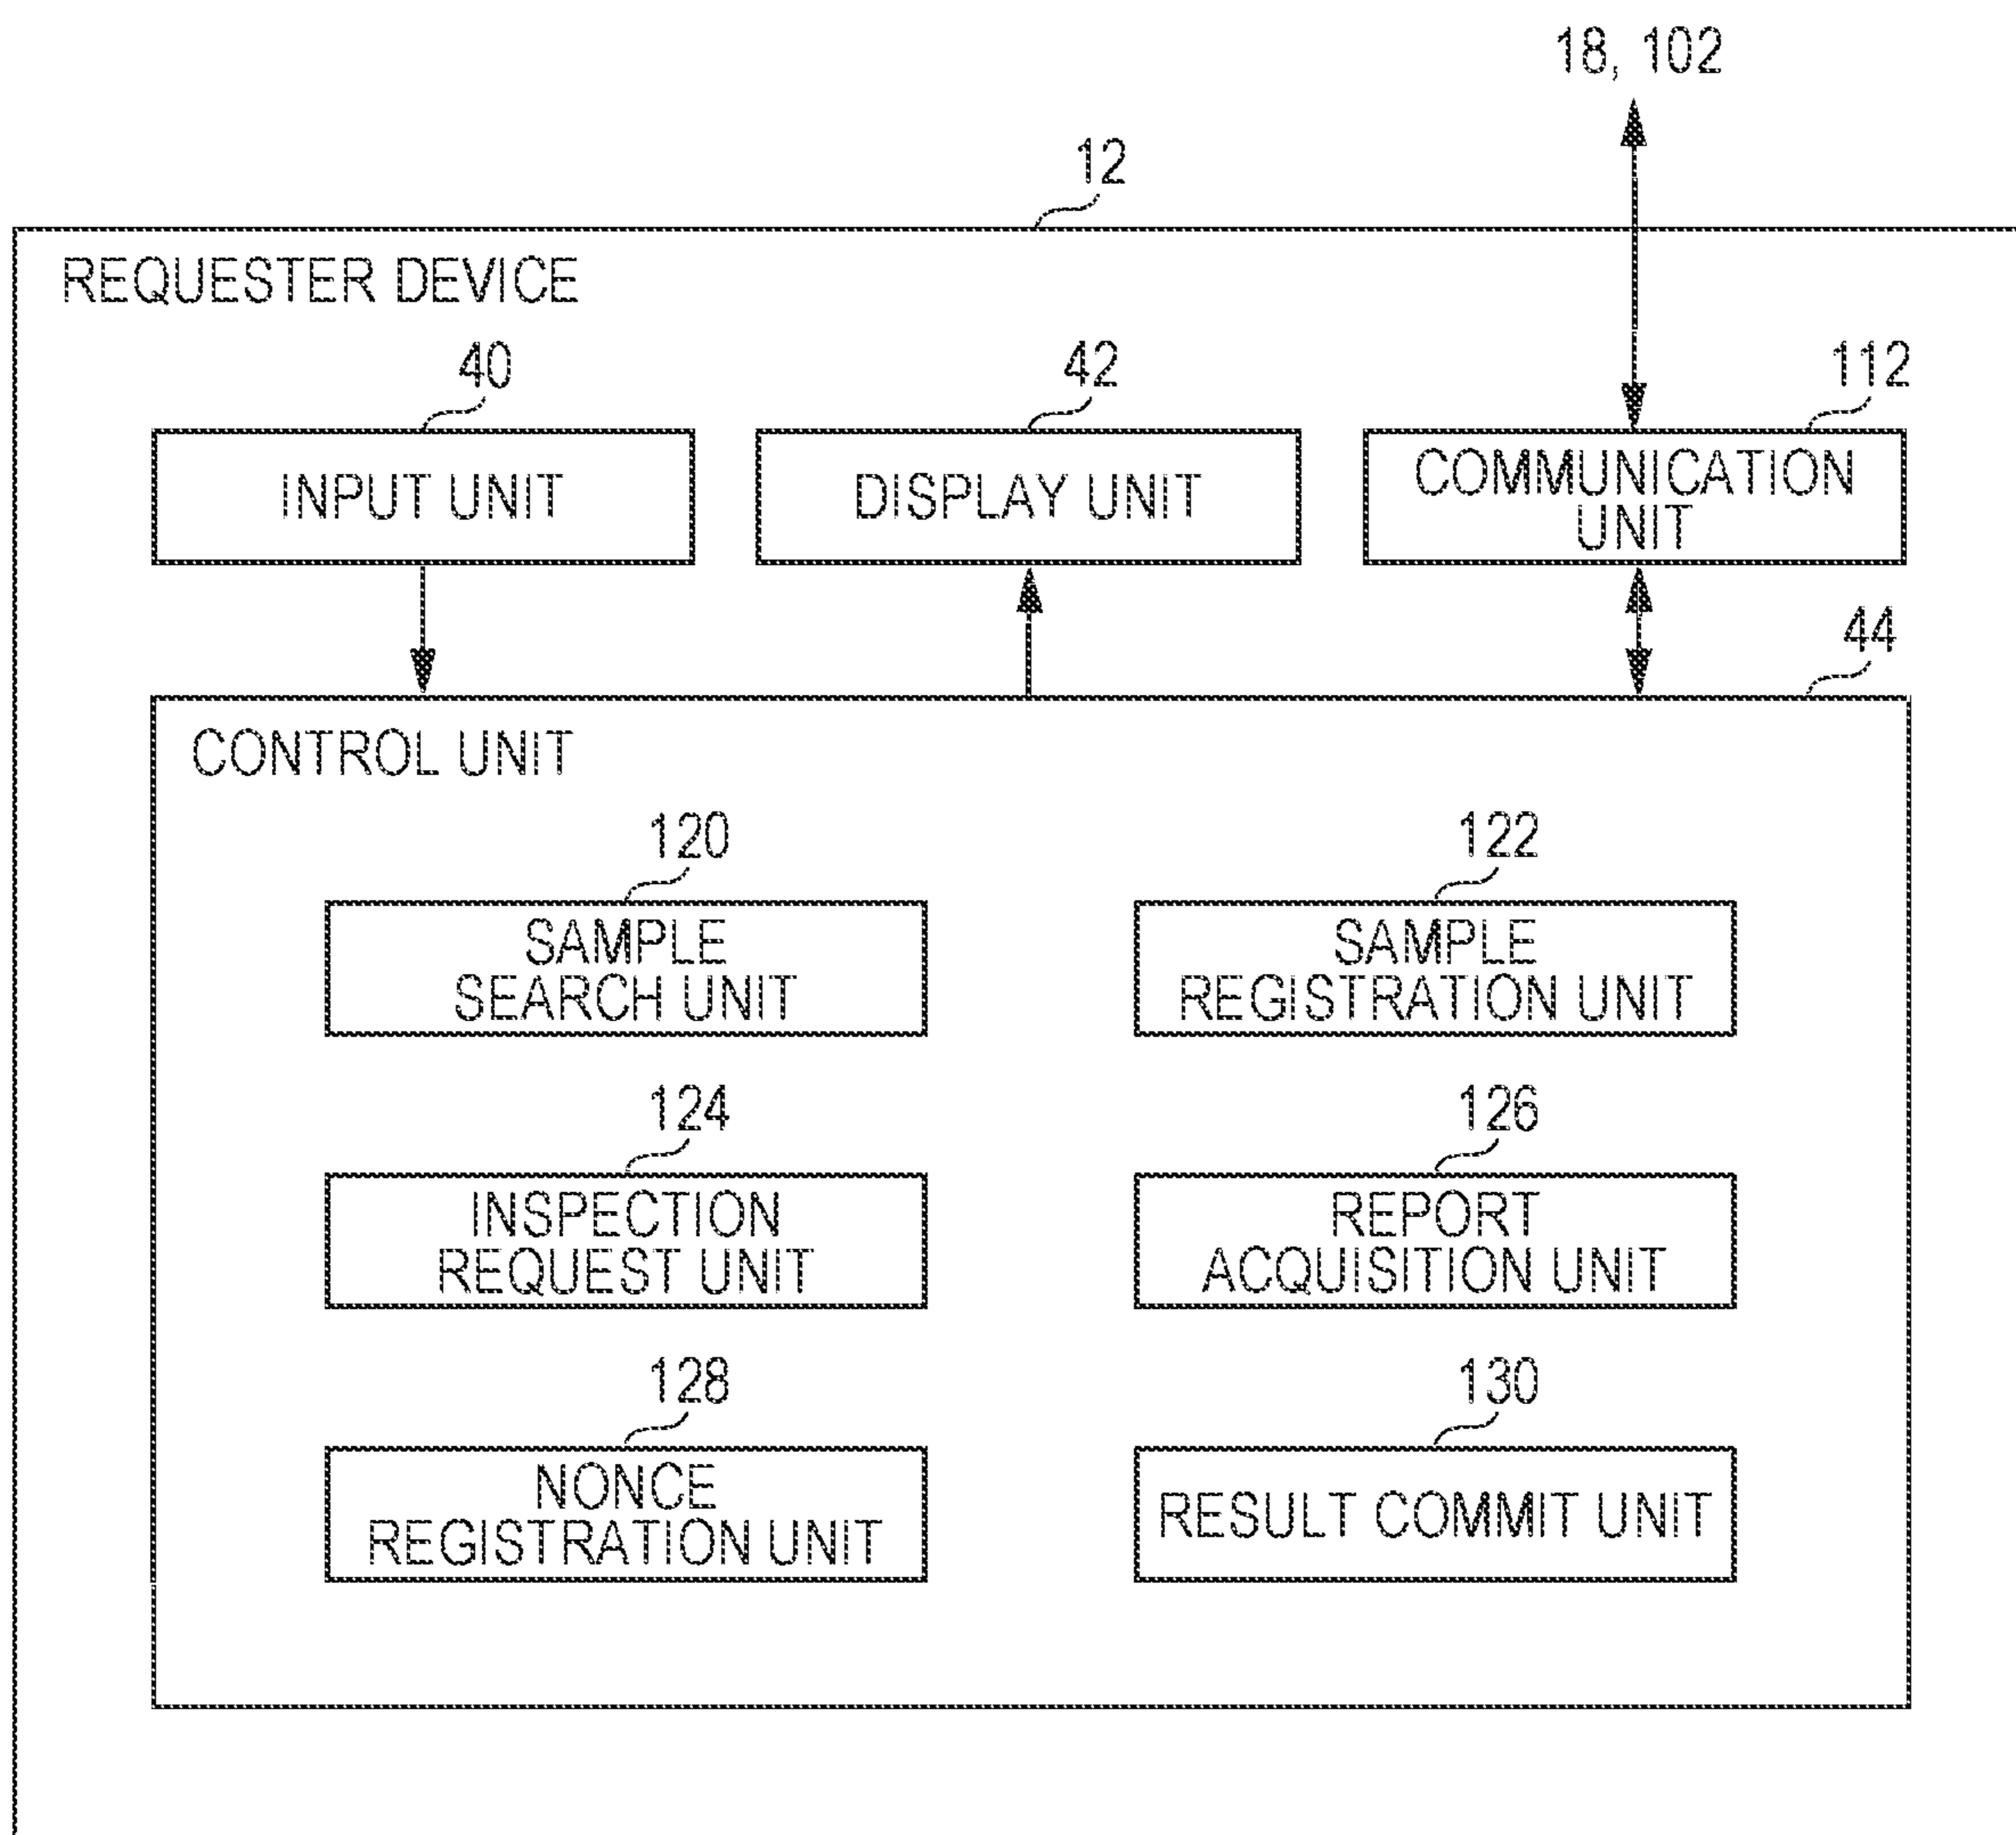 18, 102
12
REQUESTER DEVICE
40
42
112
INPUT UNIT
DISPLAY UNIT
COMMUNICATION
UNIT
44
CONTROL UNIT
120
122
SAMPLE
SEARCH UNIT
SAMPLE
REGISTRATION UNIT
124
126
INSPECTION
REQUEST UNIT
REPORT
ACQUISITION UNIT
128
130
NONCE
REGISTRATION UNIT
RESULT COMMIT UNIT